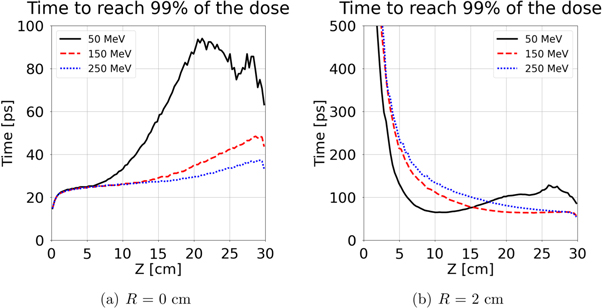 Time to reach 99% of the dose
100
80
60
40
20
0
Time [ps]
50 MeV
150 MeV
250 MeV
0 5 10 15 20 25 30
Z [cm]
(a) R = 0 cm
Time to reach 99% of the dose
500
400
300
200
100
0
Time [ps]
50 MeV
150 MeV
250 MeV
0 5 10 15 20 25 30
Z [cm]
(b) R = 2 cm